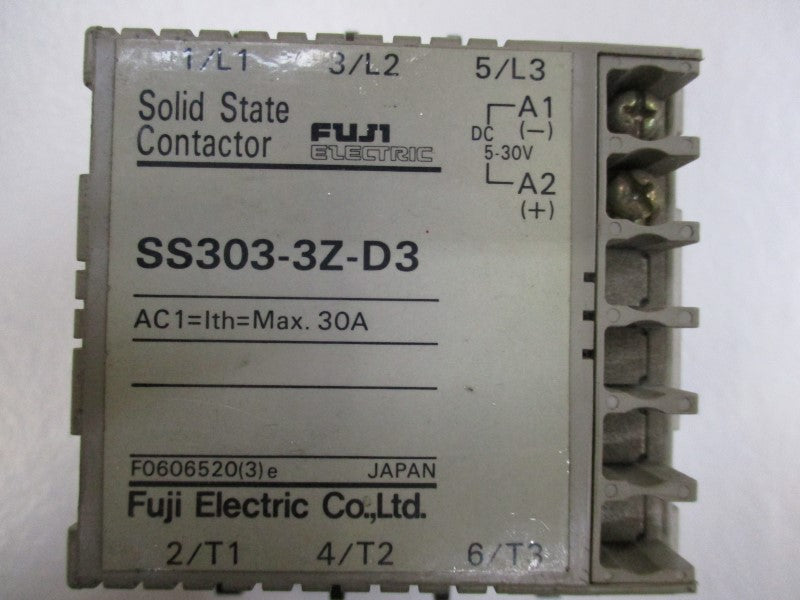 1/L1 3/L2 5/L3
Solid State
Contactor
FUJI
ELECTRIC
A1
DC (-)
5-30V
A2
(+)
SS303-3Z-D3
AC1=Ith=Max. 30A
F0606520(3)e JAPAN
Fuji Electric Co.,Ltd.
2/T1 4/T2 6/T3